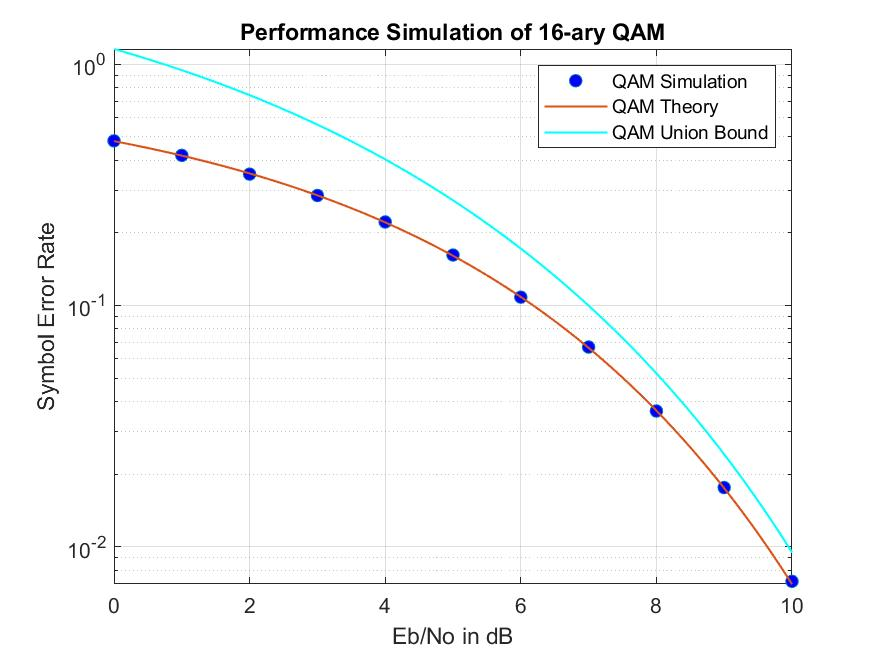 Performance Simulation of 16-ary QAM
10^0
10^-1
10^-2
Symbol Error Rate
QAM Simulation
QAM Theory
QAM Union Bound
0 2 4 6 8 10
Eb/No in dB